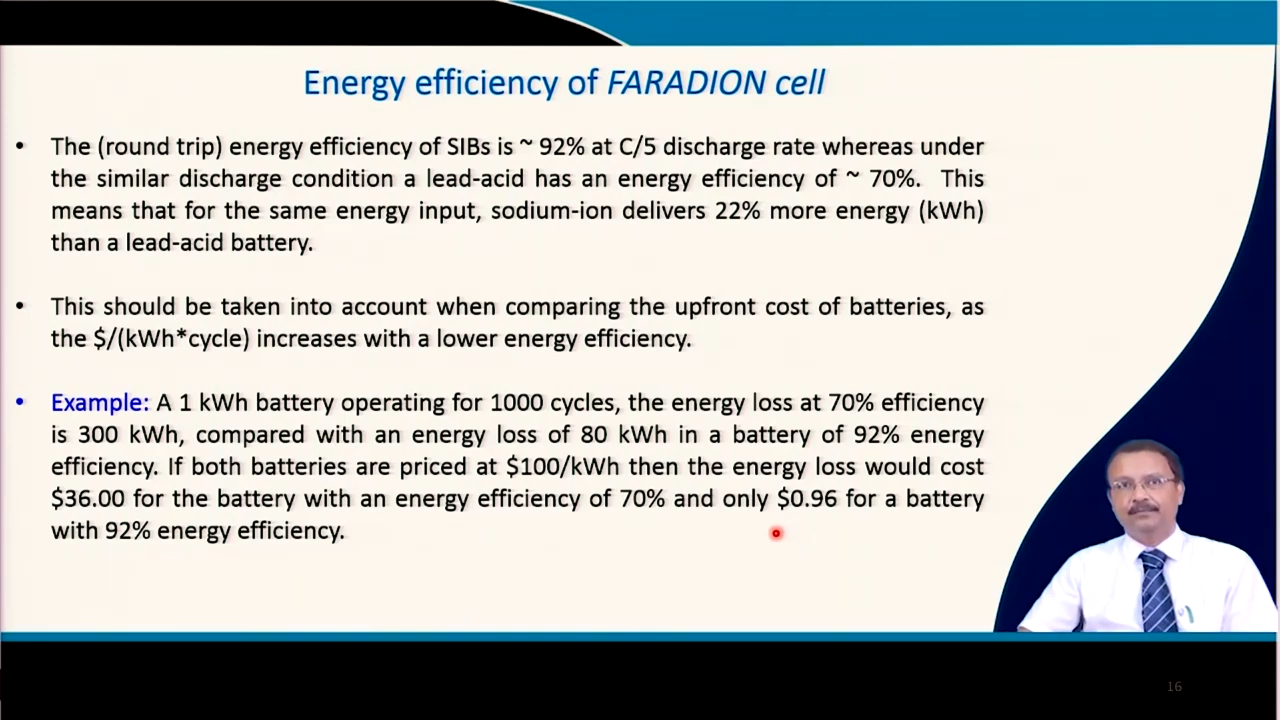 Energy efficiency of FARADION cell
• The (round trip) energy efficiency of SIBs is ~ 92% at C/5 discharge rate whereas under
the similar discharge condition a lead-acid has an energy efficiency of ~ 70%. This
means that for the same energy input, sodium-ion delivers 22% more energy (kWh)
than a lead-acid battery.
• This should be taken into account when comparing the upfront cost of batteries, as
the $/(kWh*cycle) increases with a lower energy efficiency.
• Example: A 1 kWh battery operating for 1000 cycles, the energy loss at 70% efficiency
is 300 kWh, compared with an energy loss of 80 kWh in a battery of 92% energy
efficiency. If both batteries are priced at $100/kWh then the energy loss would cost
$36.00 for the battery with an energy efficiency of 70% and only $0.96 for a battery
with 92% energy efficiency.
16